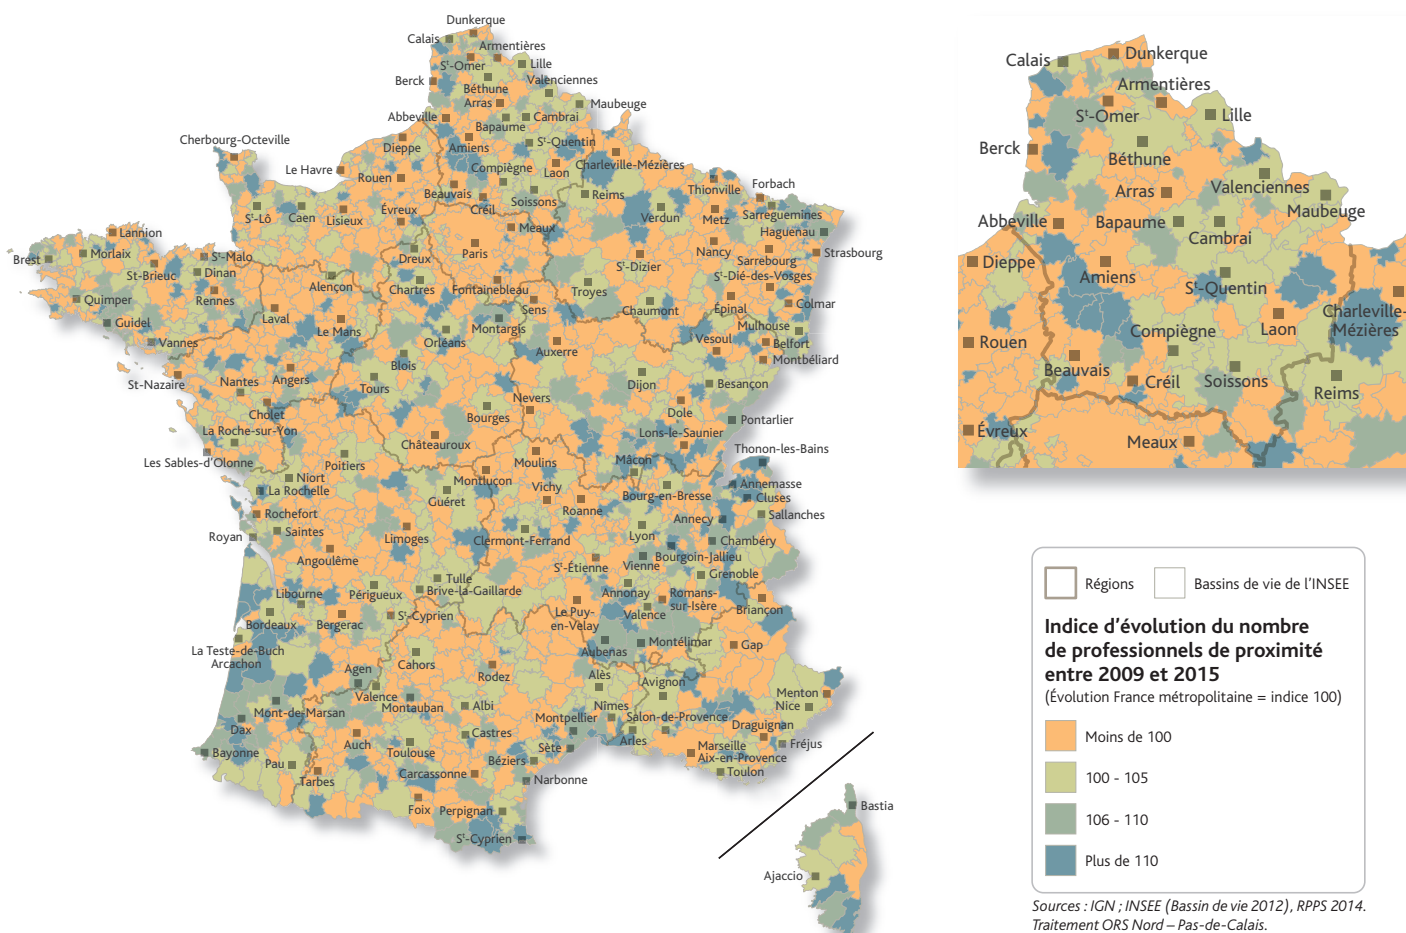 Dunkerque
Calais
Armentières
Sᵗ-Omer
Lille
Berck
Béthune
Valenciennes
Arras
Maubeuge
Abbeville
Bapaume
Cambrai
Cherbourg-Octeville
Dieppe
Amiens
Sᵗ-Quentin
Le Havre
Rouen
Compiègne
Laon
Charleville-Mézières
Beauvais
Soissons
Reims
Thionville
Forbach
Sᵗ-Lô
Caen
Lisieux
Évreux
Créil
Verdun
Metz
Sarreguemines
Meaux
Haguenau
Lannion
Paris
Nancy
Sarrebourg
Strasbourg
Brest
Morlaix
Sᵗ-Malo
St-Brieuc
Dinan
Dreux
Sᵗ-Dizier
Sᵗ-Dié-des-Vosges
Quimper
Rennes
Alençon
Chartres
Fontainebleau
Troyes
Chaumont
Épinal
Colmar
Guidel
Laval
Le Mans
Sens
Montargis
Mulhouse
Vannes
Orléans
Auxerre
Vesoul
Belfort
Montbéliard
St-Nazaire
Nantes
Angers
Blois
Tours
Dijon
Besançon
Cholet
Nevers
Bourges
Dole
La Roche-sur-Yon
Châteauroux
Lons-le-Saunier
Pontarlier
Les Sables-d'Olonne
Poitiers
Moulins
Mâcon
Thonon-les-Bains
Niort
Montluçon
La Rochelle
Guéret
Vichy
Bourg-en-Bresse
Annemasse
Cluses
Rochefort
Roanne
Annecy
Sallanches
Royan
Saintes
Limoges
Clermont-Ferrand
Lyon
Chambéry
Angoulême
Sᵗ-Étienne
Vienne
Bourgoin-Jallieu
Tulle
Grenoble
Libourne
Périgueux
Brive-la-Gaillarde
Annonay
Romans-
sur-Isère
Bordeaux
Bergerac
Sᵗ-Cyprien
Le Puy-
en-Velay
Valence
Briançon
La Teste-de-Buch
Arcachon
Aubenas
Montélimar
Gap
Agen
Cahors
Rodez
Alès
Avignon
Mont-de-Marsan
Valence
Montauban
Albi
Nîmes
Menton
Nice
Dax
Montpellier
Salon-de-Provence
Draguignan
Bayonne
Auch
Toulouse
Castres
Sète
Arles
Marseille
Fréjus
Pau
Tarbes
Carcassonne
Béziers
Aix-en-Provence
Toulon
Narbonne
Foix
Perpignan
Sᵗ-Cyprien
Bastia
Ajaccio
Calais
Dunkerque
Armentières
Sᵗ-Omer
Lille
Berck
Béthune
Arras
Valenciennes
Abbeville
Bapaume
Maubeuge
Cambrai
Dieppe
Amiens
Sᵗ-Quentin
Charleville-
Mézières
Rouen
Compiègne
Laon
Beauvais
Créil
Soissons
Reims
Évreux
Meaux
Régions
Bassins de vie de l'INSEE
Indice d'évolution du nombre
de professionnels de proximité
entre 2009 et 2015
(Évolution France métropolitaine = indice 100)
Moins de 100
100 - 105
106 - 110
Plus de 110
Sources : IGN ; INSEE (Bassin de vie 2012), RPPS 2014.
Traitement ORS Nord – Pas-de-Calais.